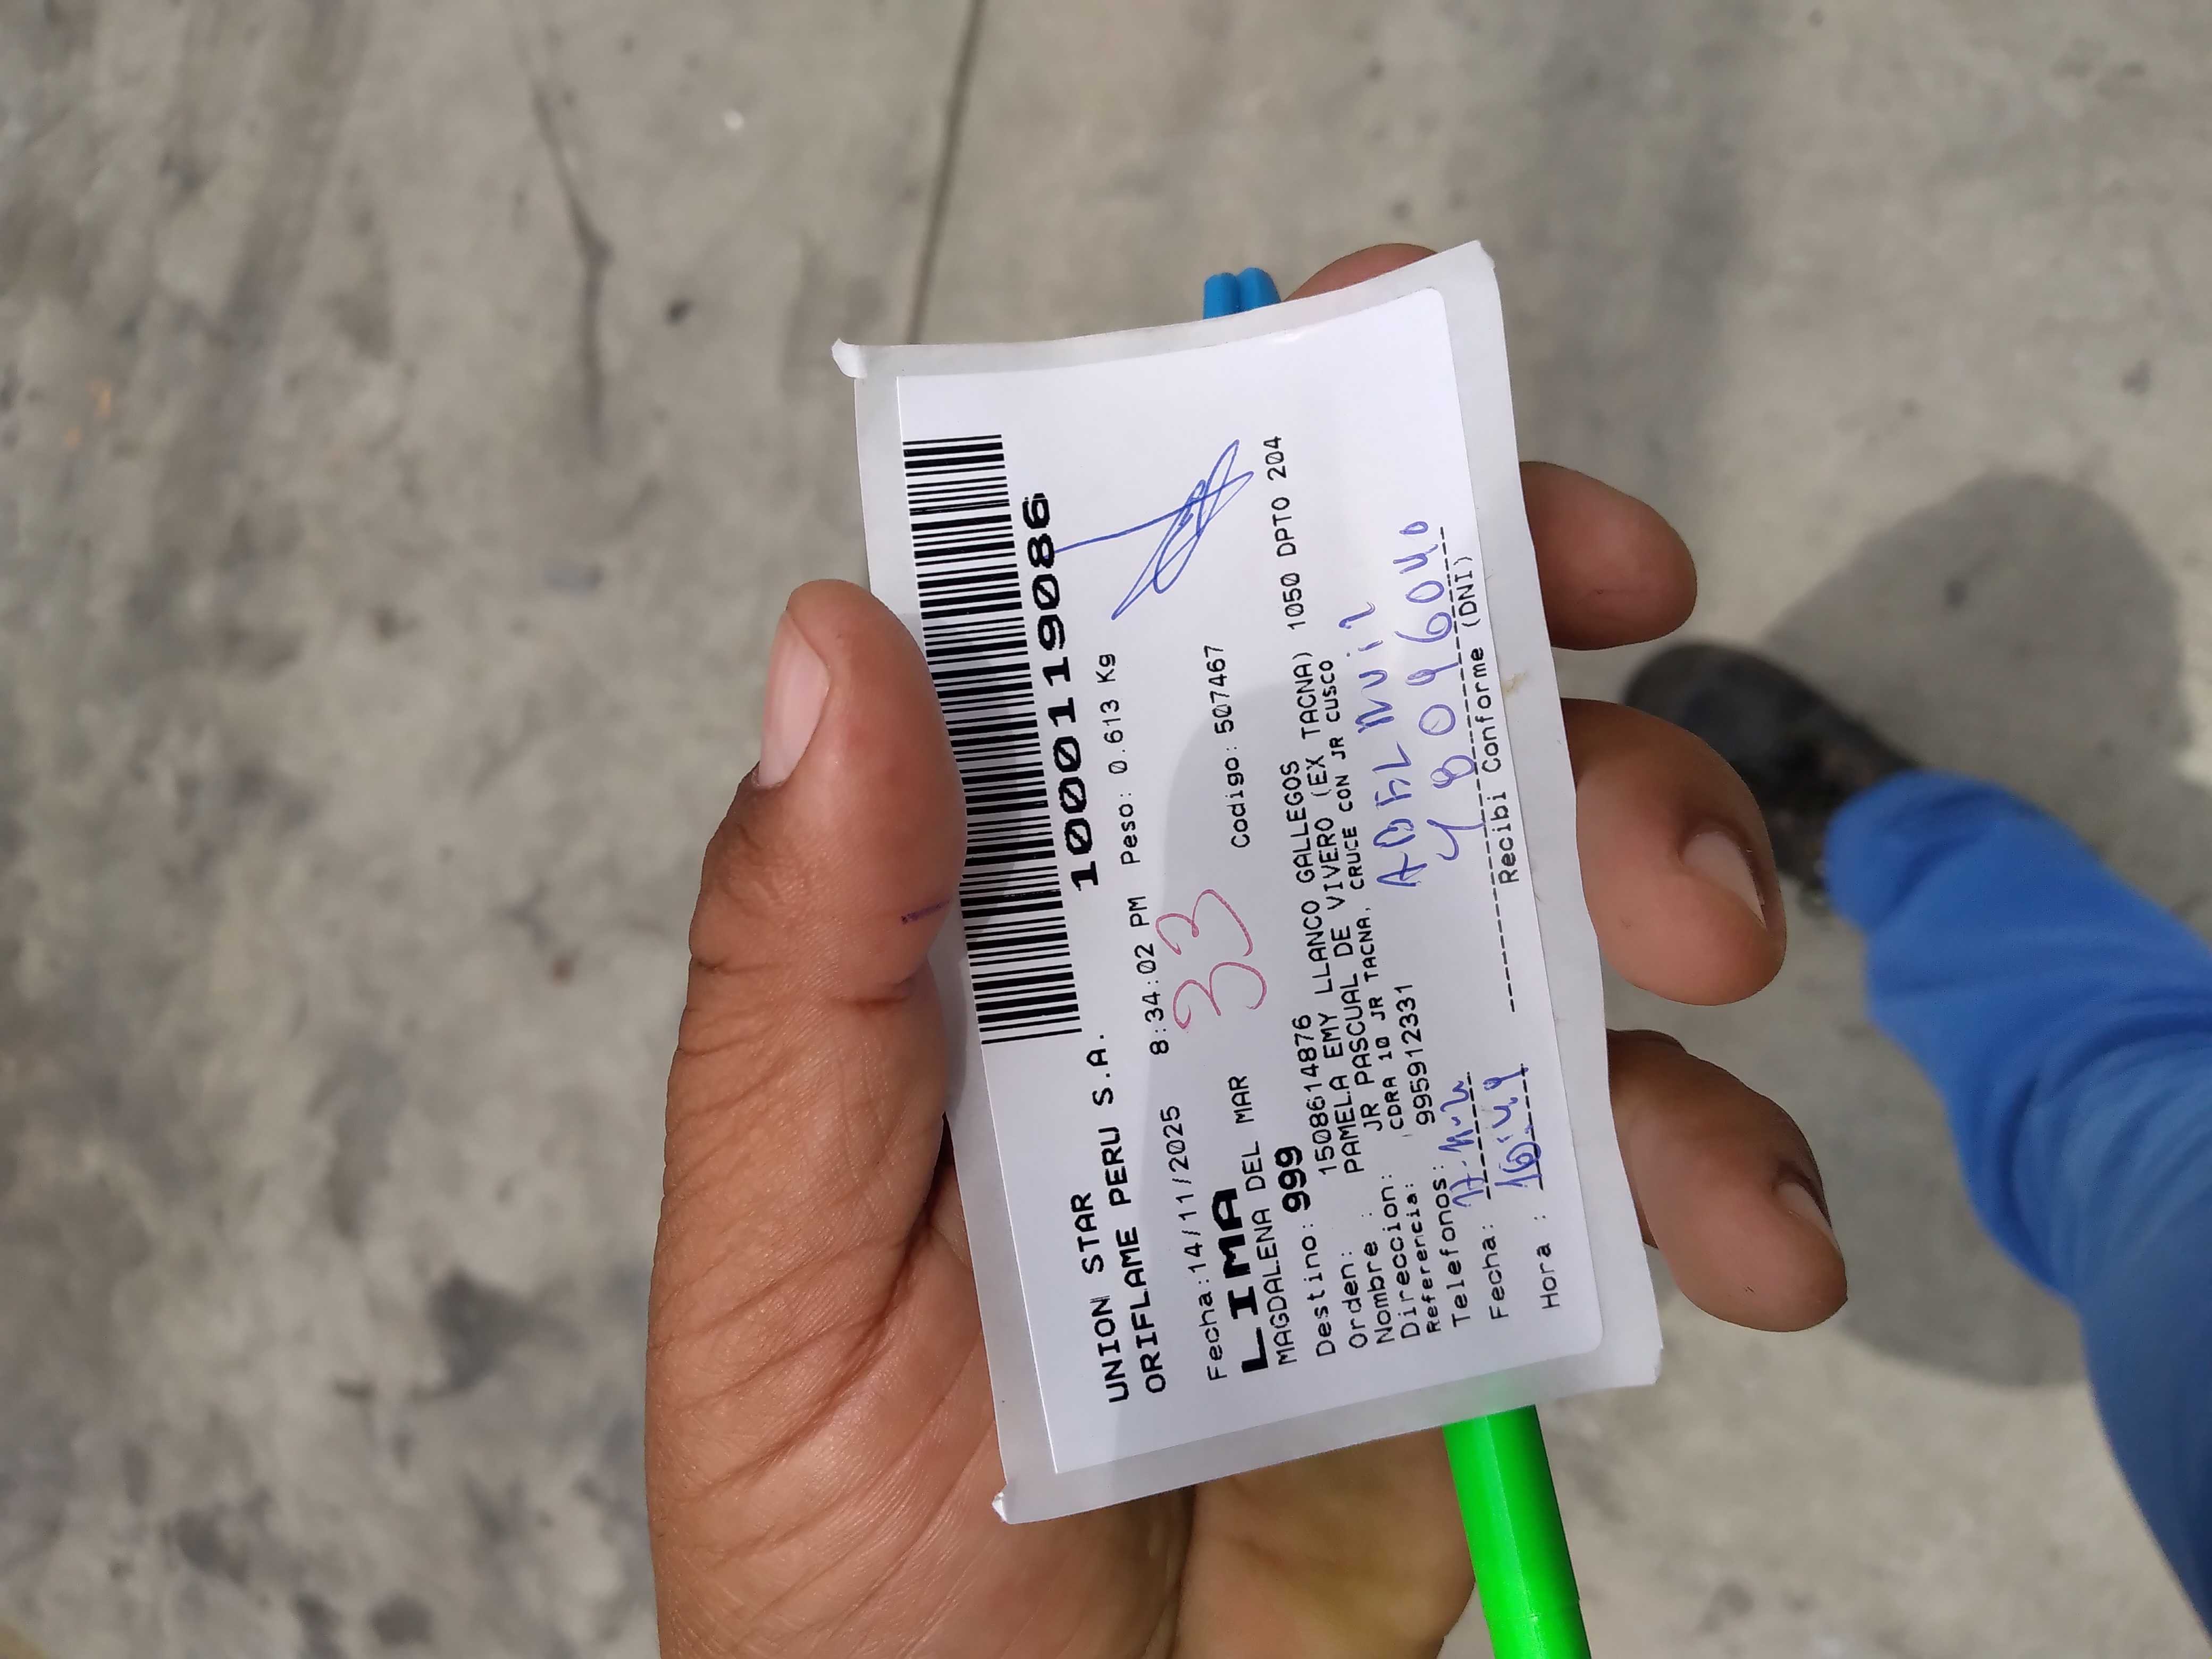 UNION STAR
ORIFLAME PERU S.A.
1000119086
Fecha:14/11/2025 8:34:02 PM Peso: 0.613 Kg
LIMA
33
MAGDALENA DEL MAR
Destino: 999 Codigo: 507467
Orden: 1508614876
Nombre : PAMELA EMY LLANCO GALLEGOS
Direccion: JR PASCUAL DE VIVERO (EX TACNA) 1050 DPTO 204
Referencia: CDRA 10 JR TACNA, CRUCE CON JR CUSCO
Telefonos: 995912331
Fecha:
Hora : 16:49
Recibi Conforme (DNI)